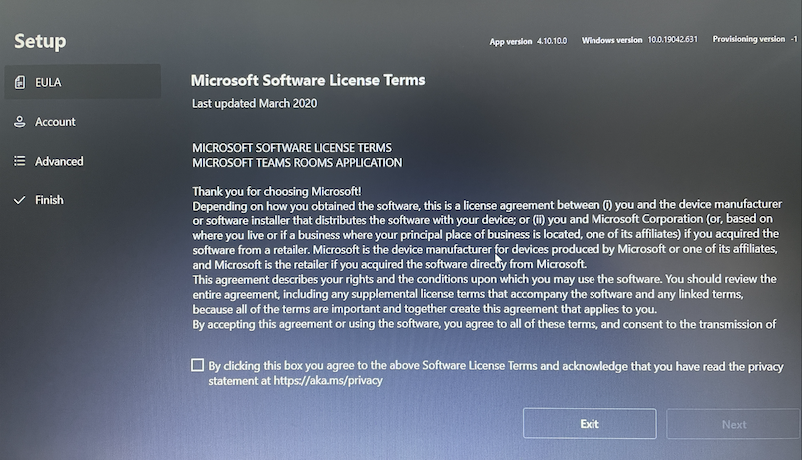 Setup
App version 4.10.10.0 Windows version 10.0.19042.631 Provisioning version -1
EULA
Account
Advanced
Finish
Microsoft Software License Terms
Last updated March 2020
MICROSOFT SOFTWARE LICENSE TERMS
MICROSOFT TEAMS ROOMS APPLICATION
Thank you for choosing Microsoft!
Depending on how you obtained the software, this is a license agreement between (i) you and the device manufacturer
or software installer that distributes the software with your device; or (ii) you and Microsoft Corporation (or, based on
where you live or if a business where your principal place of business is located, one of its affiliates) if you acquired the
software from a retailer. Microsoft is the device manufacturer for devices produced by Microsoft or one of its affiliates,
and Microsoft is the retailer if you acquired the software directly from Microsoft.
This agreement describes your rights and the conditions upon which you may use the software. You should review the
entire agreement, including any supplemental license terms that accompany the software and any linked terms,
because all of the terms are important and together create this agreement that applies to you.
By accepting this agreement or using the software, you agree to all of these terms, and consent to the transmission of
By clicking this box you agree to the above Software License Terms and acknowledge that you have read the privacy
statement at https://aka.ms/privacy
Exit
Next